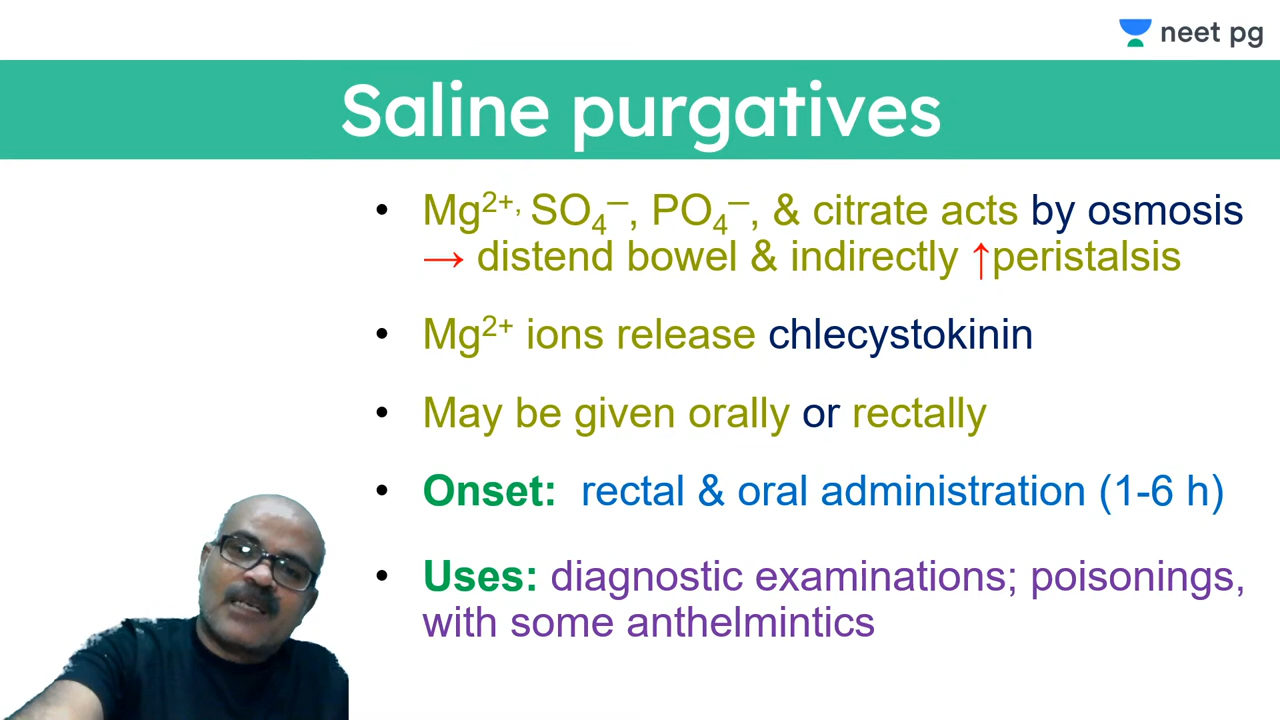 neet pg
Saline purgatives
• Mg²⁺, SO₄⁻, PO₄⁻, & citrate acts by osmosis
→ distend bowel & indirectly ↑peristalsis
• Mg²⁺ ions release chlecystokinin
• May be given orally or rectally
• Onset: rectal & oral administration (1-6 h)
• Uses: diagnostic examinations; poisonings,
with some anthelmintics